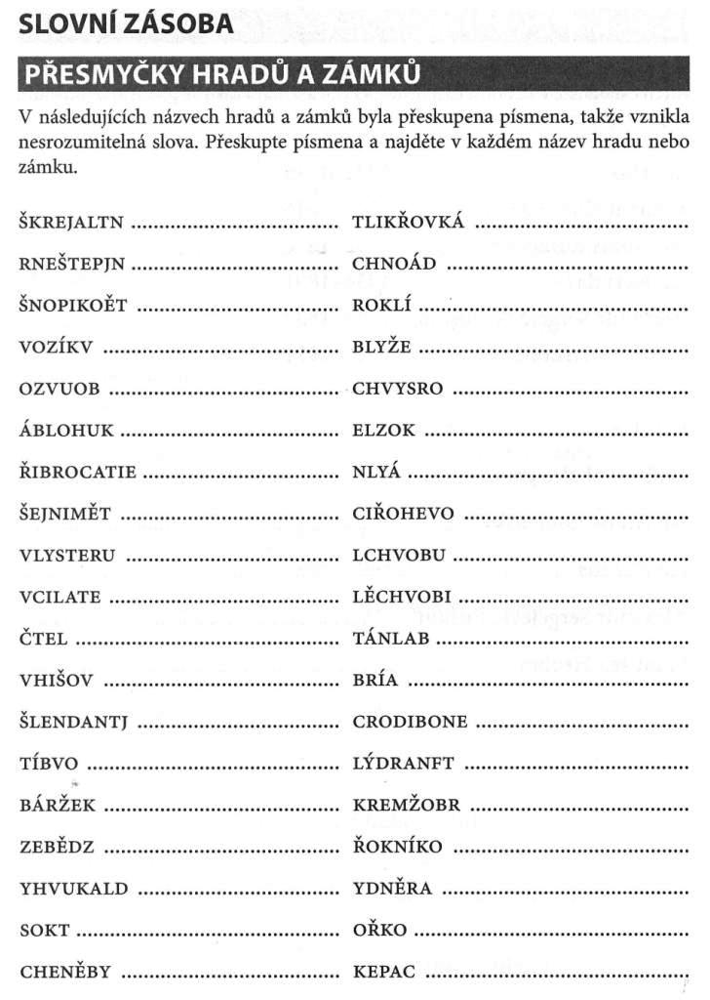 SLOVNÍ ZÁSOBA
PŘESMYČKY HRADŮ A ZÁMKŮ
V následujících názvech hradů a zámků byla přeskupena písmena, takže vznikla
nesrozumitelná slova. Přeskupte písmena a najděte v každém název hradu nebo
zámku.
ŠKREJALTN ...................................... TLIKŘOVKÁ ......................................
RNEŠTEPJN ...................................... CHNOÁD ............................................
ŠNOPIKOĚT ...................................... ROKLÍ .................................................
VOZÍKV ........................................... BLYŽE .................................................
OZVUOB .......................................... CHVYSRO ...........................................
ÁBLOHUK ........................................ ELZOK ................................................
ŘIBROCATIE .................................... NLYÁ ...................................................
ŠEJNIMĚT ........................................ CIŘOHEVO .........................................
VLYSTERU ....................................... LCHVOBU ...........................................
VCILATE .......................................... LĚCHVOBI ..........................................
ČTEL ................................................ TÁNLAB ..............................................
VHIŠOV ........................................... BRÍA ...................................................
ŠLENDANTJ ..................................... CRODIBONE .......................................
TÍBVO .............................................. LÝDRANFT .........................................
BÁRŽEK ........................................... KREMŽOBR ........................................
ZEBĚDZ ........................................... ŘOKNÍKO ...........................................
YHVUKALD ..................................... YDNĚRA .............................................
SOKT ................................................ OŘKO ..................................................
CHENĚBY ........................................ KEPAC ................................................